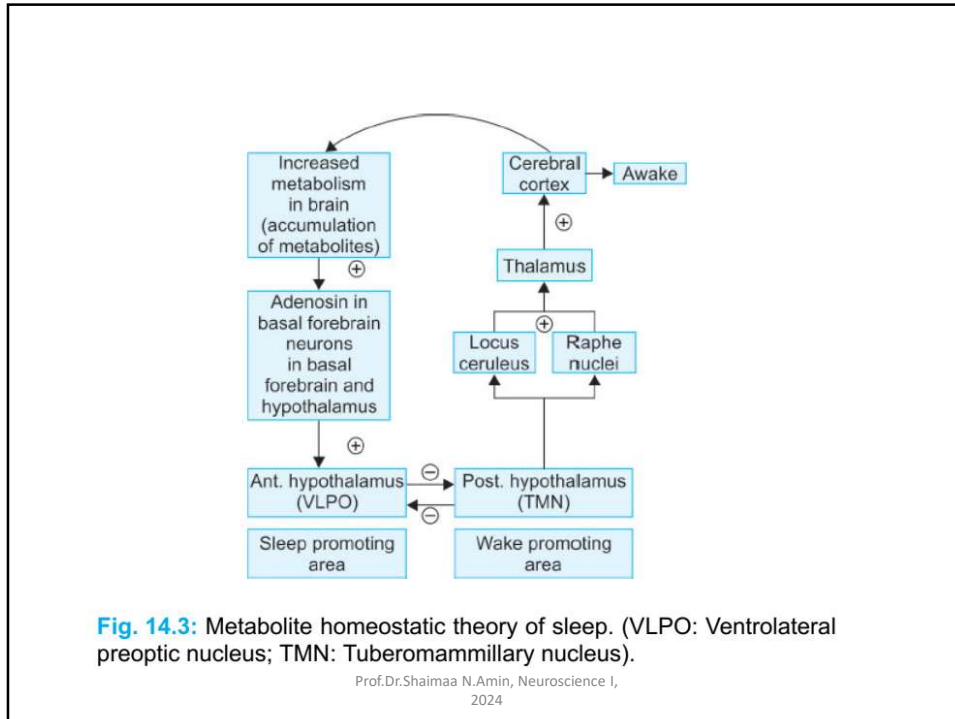 Increased
metabolism
in brain
(accumulation
of metabolites)
⊕
Adenosin in
basal forebrain
neurons
in basal
forebrain and
hypothalamus
⊕
Ant. hypothalamus
(VLPO)
Sleep promoting
area
⊖
⊖
Cerebral
cortex
Awake
⊕
Thalamus
⊕
Locus
ceruleus
Raphe
nuclei
Post. hypothalamus
(TMN)
Wake promoting
area
Fig. 14.3: Metabolite homeostatic theory of sleep. (VLPO: Ventrolateral
preoptic nucleus; TMN: Tuberomammillary nucleus).
Prof.Dr.Shaimaa N.Amin, Neuroscience I,
2024